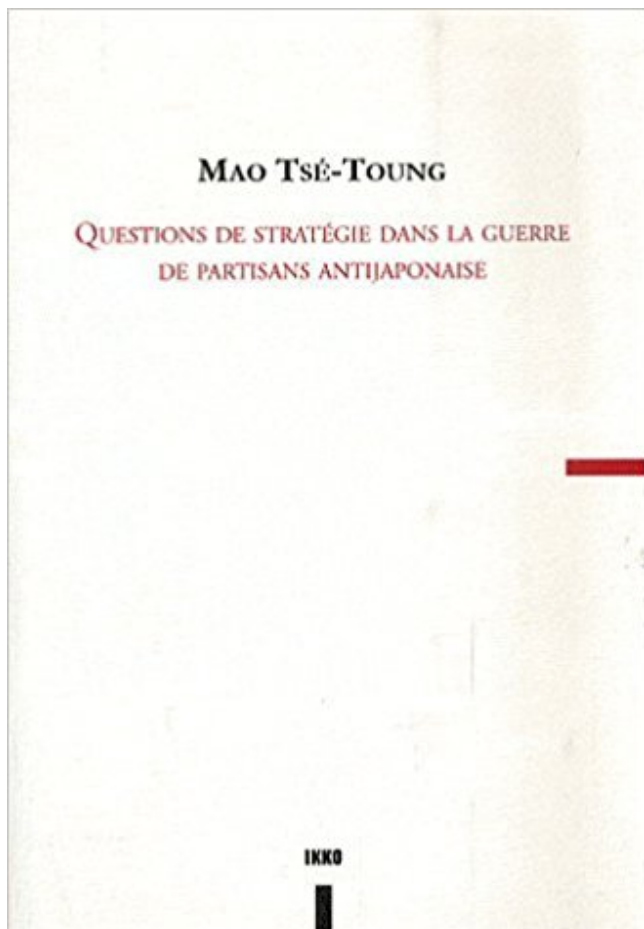 MAO TSÉ-TOUNG
QUESTIONS DE STRATÉGIE DANS LA GUERRE
DE PARTISANS ANTIJAPONAISE
IKKO